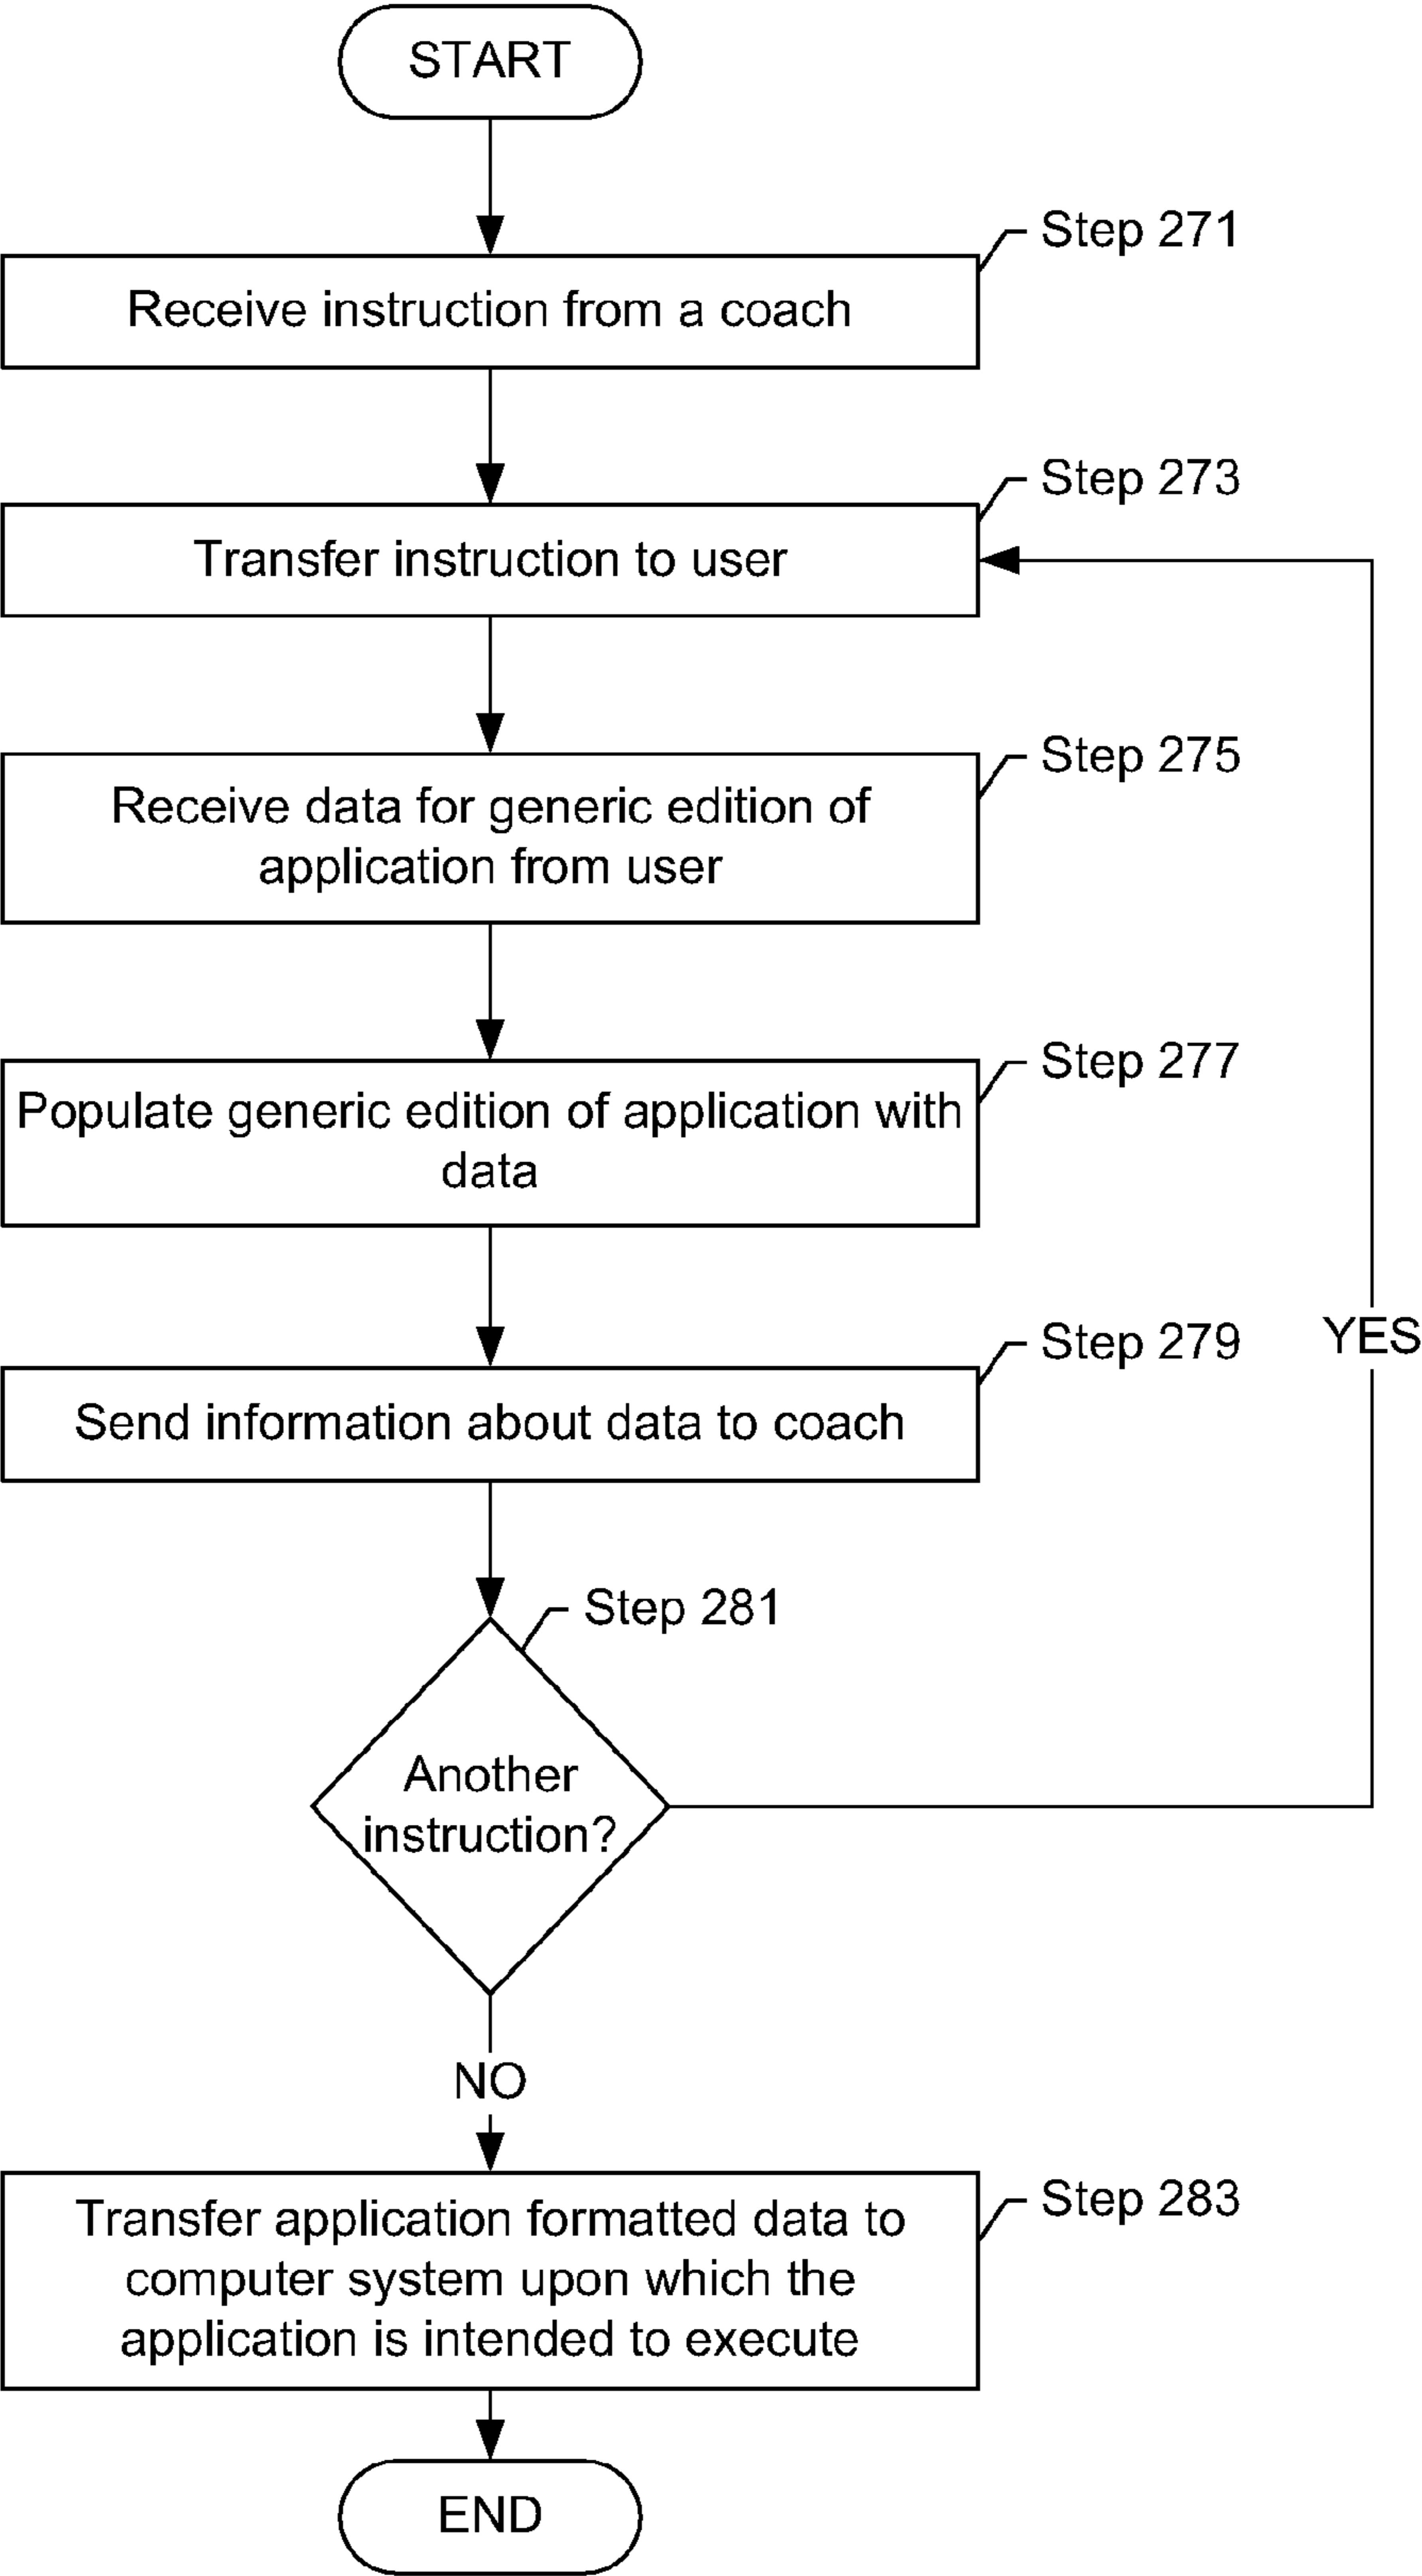 START
Step 271
Receive instruction from a coach
Step 273
Transfer instruction to user
Step 275
Receive data for generic edition of
application from user
Step 277
Populate generic edition of application with
data
Step 279
YES
Send information about data to coach
Step 281
Another
instruction?
NO
Step 283
Transfer application formatted data to
computer system upon which the
application is intended to execute
END